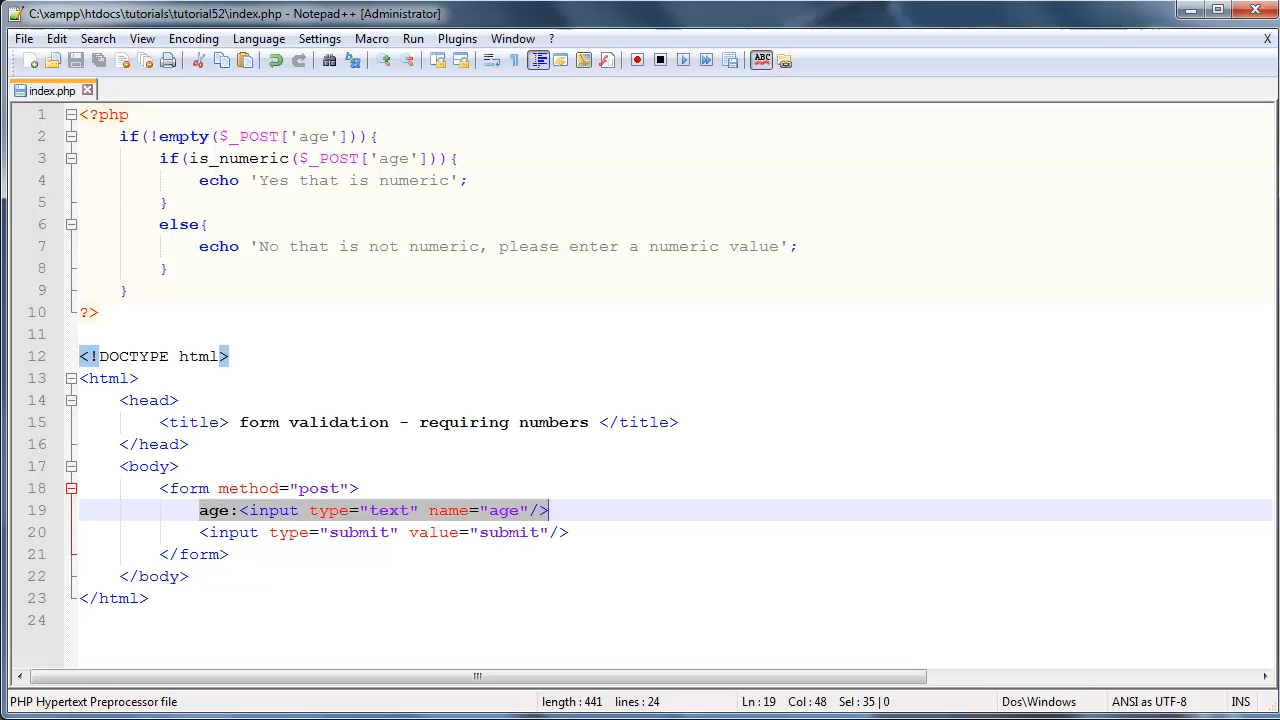 C:\xampp\htdocs\tutorials\tutorial52\index.php - Notepad++ [Administrator]
File Edit Search View Encoding Language Settings Macro Run Plugins Window ? X
ABC
index.php
1 <?php
2 if(!empty($_POST['age'])){
3 if(is_numeric($_POST['age'])){
4 echo 'Yes that is numeric';
5 }
6 else{
7 echo 'No that is not numeric, please enter a numeric value';
8 }
9 }
10 ?>
11
12 <!DOCTYPE html>
13 <html>
14 <head>
15 <title> form validation - requiring numbers </title>
16 </head>
17 <body>
18 <form method="post">
19 age:<input type="text" name="age"/>
20 <input type="submit" value="submit"/>
21 </form>
22 </body>
23 </html>
24
PHP Hypertext Preprocessor file length : 441 lines : 24 Ln : 19 Col : 48 Sel : 35 | 0 Dos\Windows ANSI as UTF-8 INS